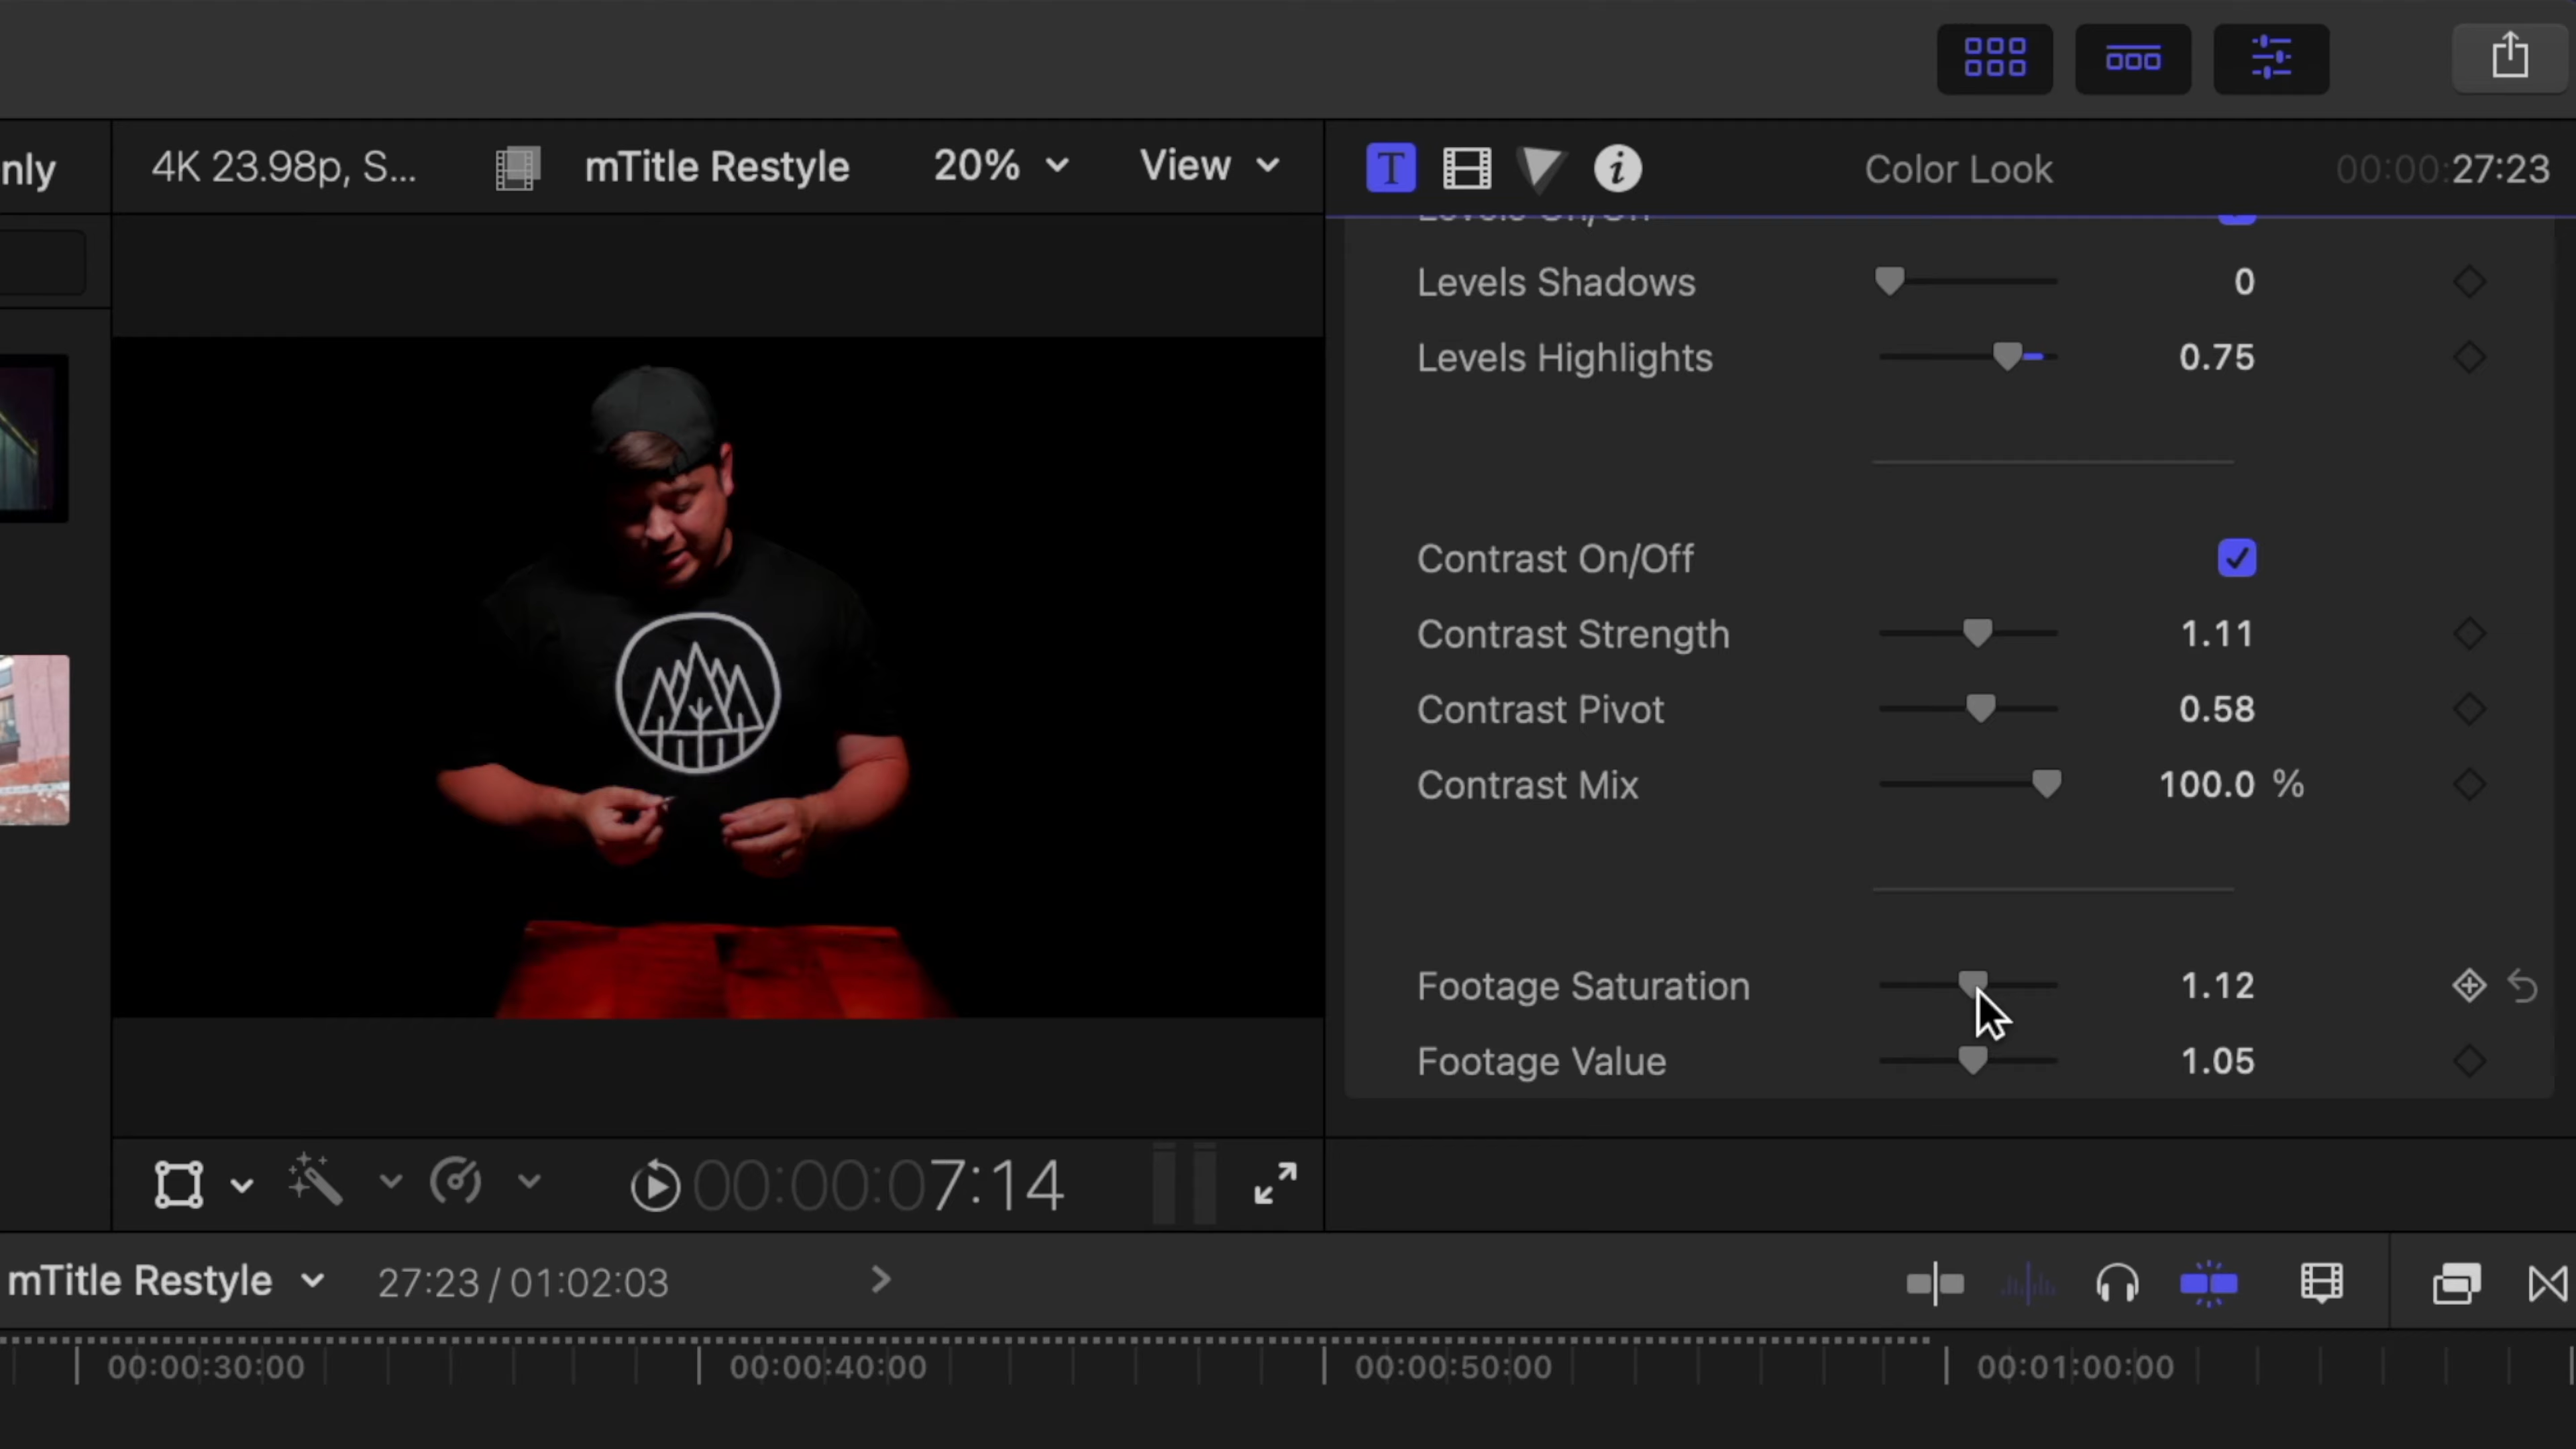 nly
4K 23.98p, S...
mTitle Restyle
20%
View
T
i
Color Look
00:00:27:23
Levels On/Off
Levels Shadows 0
Levels Highlights 0.75
Contrast On/Off
Contrast Strength 1.11
Contrast Pivot 0.58
Contrast Mix 100.0 %
Footage Saturation 1.12
Footage Value 1.05
00:00:07:14
mTitle Restyle
27:23 / 01:02:03
00:00:30:00
00:00:40:00
00:00:50:00
00:01:00:00